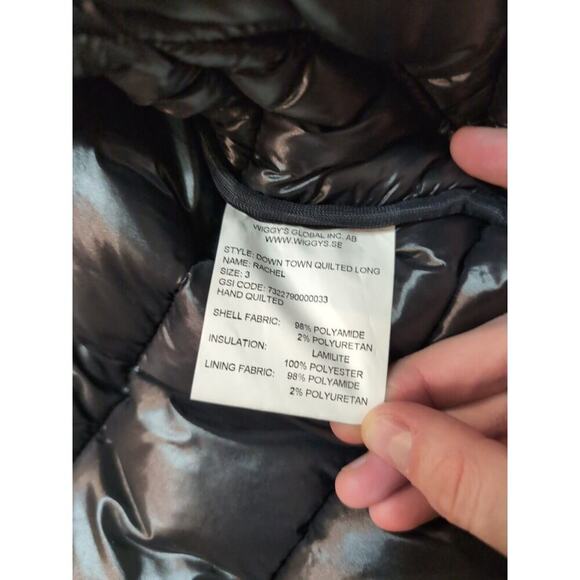 WIGGY'S GLOBAL INC. AB
WWW.WIGGYS.SE
STYLE: DOWN TOWN QUILTED LONG
NAME: RACHEL
SIZE: 3
GSI CODE: 7322790000033
HAND QUILTED
SHELL FABRIC: 98% POLYAMIDE
2% POLYURETAN
INSULATION: LAMILITE
100% POLYESTER
LINING FABRIC: 98% POLYAMIDE
2% POLYURETAN